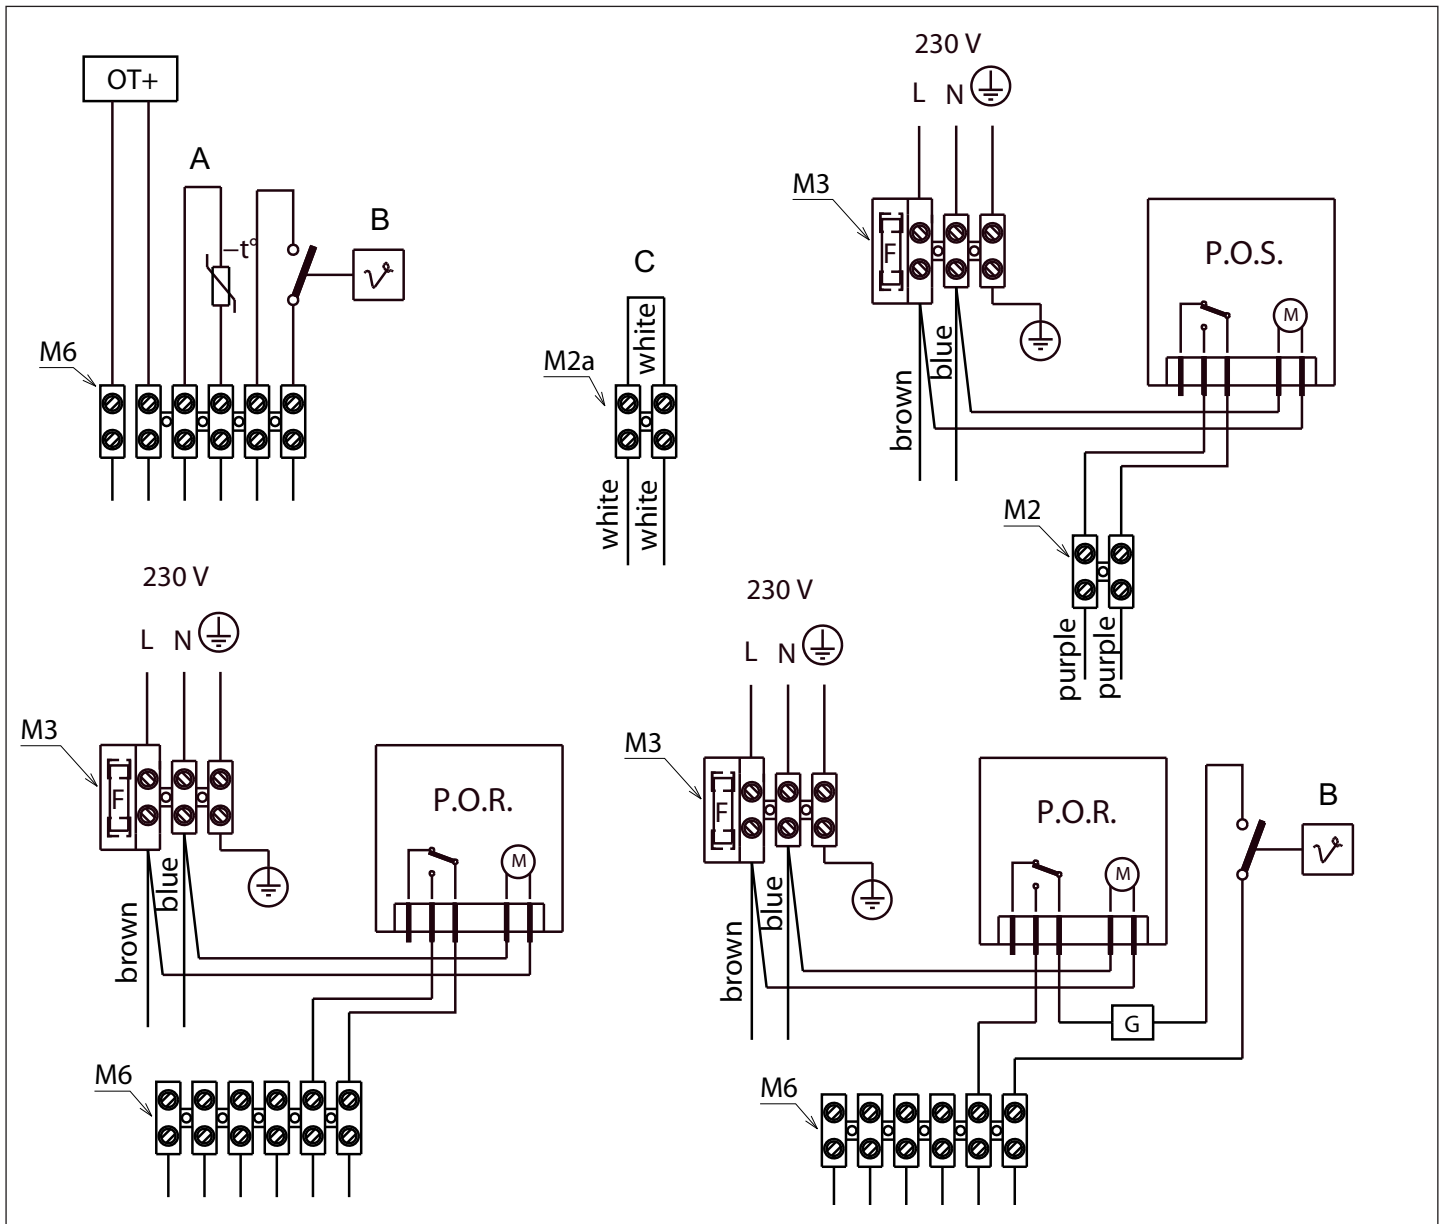 OT+
A
–t°
B
M6
C
white
M2a
white
white
230 V
L N
M3
F
P.O.S.
M
brown
blue
M2
purple
purple
230 V
L N
M3
F
P.O.R.
M
brown
blue
M6
230 V
L N
M3
F
P.O.R.
M
B
brown
blue
G
M6